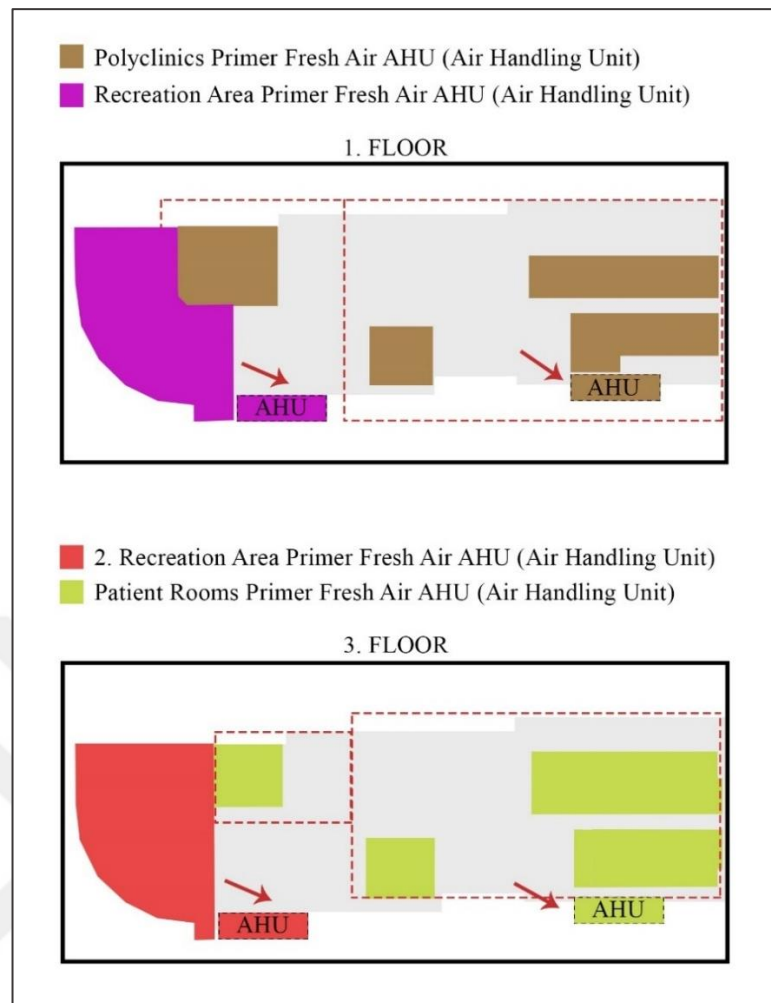 Polyclinics Primer Fresh Air AHU (Air Handling Unit)
Recreation Area Primer Fresh Air AHU (Air Handling Unit)
1. FLOOR
AHU
AHU
2. Recreation Area Primer Fresh Air AHU (Air Handling Unit)
Patient Rooms Primer Fresh Air AHU (Air Handling Unit)
3. FLOOR
AHU
AHU